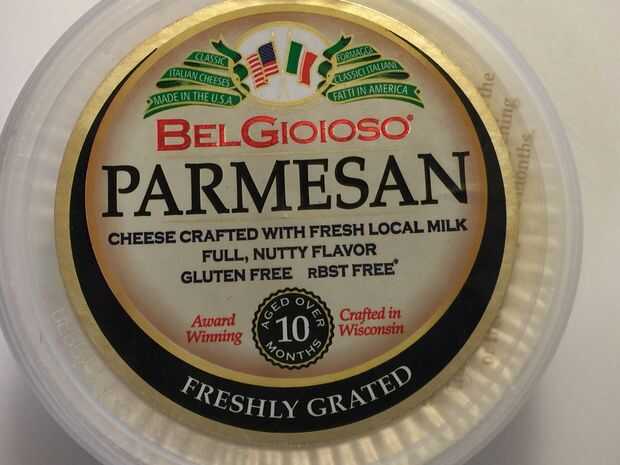 CLASSIC
ITALIAN CHEESES
MADE IN THE U.S.A
FORMAGGI
CLASSICI ITALIANI
FATTI IN AMERICA
BELGIOIOSO®
PARMESAN
CHEESE CRAFTED WITH FRESH LOCAL MILK
FULL, NUTTY FLAVOR
GLUTEN FREE RBST FREE*
Award
Winning
AGED OVER
10
MONTHS
Crafted in
Wisconsin
FRESHLY GRATED
the
months